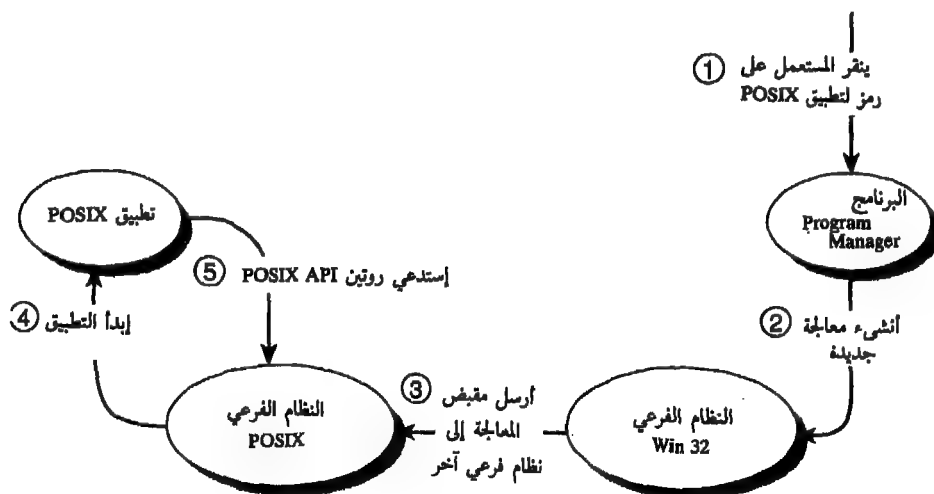 ① ينقر المستعمل على
رمز لتطبيق POSIX
البرنامج
Program
Manager
② أنشىء معالجة
جديدة
النظام الفرعي
Win 32
③ أرسل مقبض
المعالجة إلى
نظام فرعي آخر
النظام الفرعي
POSIX
④ إبدأ التطبيق
تطبيق POSIX
⑤ إستدعي روتين POSIX API